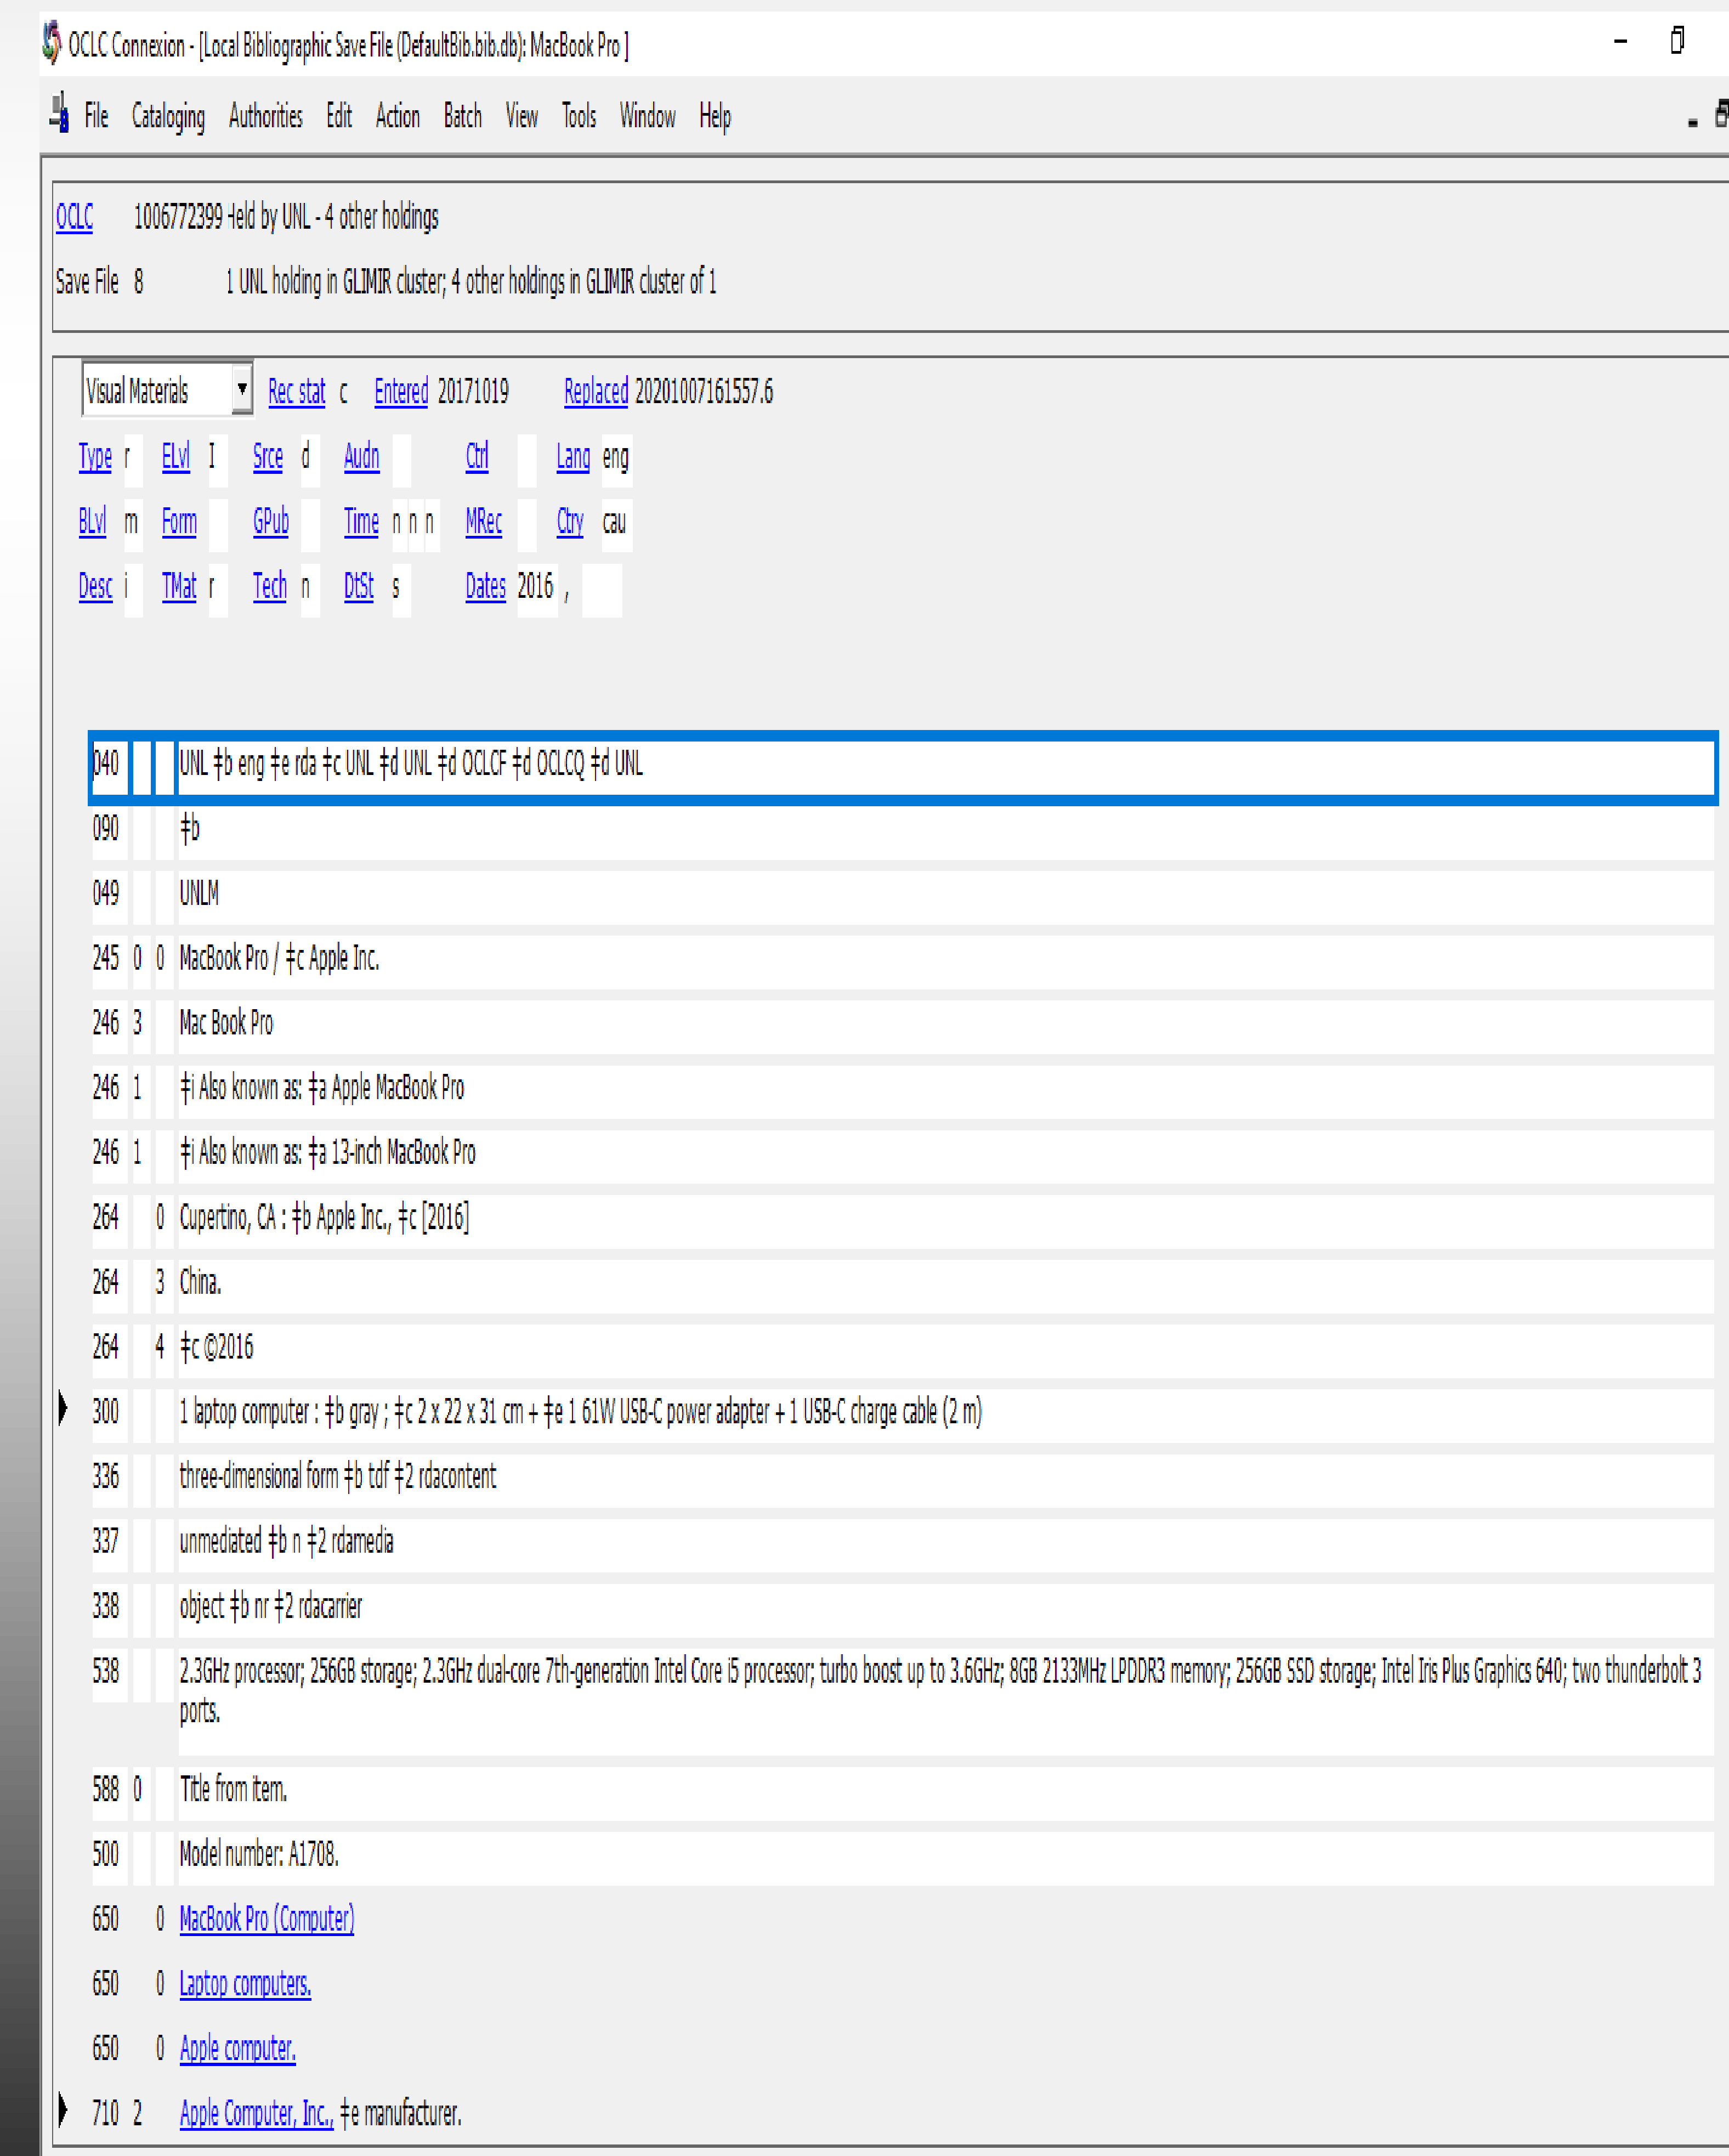 OCLC Connexion - [Local Bibliographic Save File (DefaultBib.bib.db): MacBook Pro ]
File Cataloging Authorities Edit Action Batch View Tools Window Help
OCLC 1006772399 Held by UNL - 4 other holdings
Save File 8 1 UNL holding in GLIMIR cluster; 4 other holdings in GLIMIR cluster of 1
Visual Materials Rec stat c Entered 20171019 Replaced 20201007161557.6
Type r ELvl I Srce d Audn Ctrl Lang eng
BLvl m Form GPub Time n n n MRec Ctry cau
Desc i TMat r Tech n DtSt s Dates 2016 ,
040 UNL ‡b eng ‡e rda ‡c UNL ‡d UNL ‡d OCLCF ‡d OCLCQ ‡d UNL
090 ‡b
049 UNLM
245 0 0 MacBook Pro / ‡c Apple Inc.
246 3 Mac Book Pro
246 1 ‡i Also known as: ‡a Apple MacBook Pro
246 1 ‡i Also known as: ‡a 13-inch MacBook Pro
264 0 Cupertino, CA : ‡b Apple Inc., ‡c [2016]
264 3 China.
264 4 ‡c ©2016
300 1 laptop computer : ‡b gray ; ‡c 2 x 22 x 31 cm + ‡e 1 61W USB-C power adapter + 1 USB-C charge cable (2 m)
336 three-dimensional form ‡b tdf ‡2 rdacontent
337 unmediated ‡b n ‡2 rdamedia
338 object ‡b nr ‡2 rdacarrier
538 2.3GHz processor; 256GB storage; 2.3GHz dual-core 7th-generation Intel Core i5 processor; turbo boost up to 3.6GHz; 8GB 2133MHz LPDDR3 memory; 256GB SSD storage; Intel Iris Plus Graphics 640; two thunderbolt 3
ports.
588 0 Title from item.
500 Model number: A1708.
650 0 MacBook Pro (Computer)
650 0 Laptop computers.
650 0 Apple computer.
710 2 Apple Computer, Inc., ‡e manufacturer.